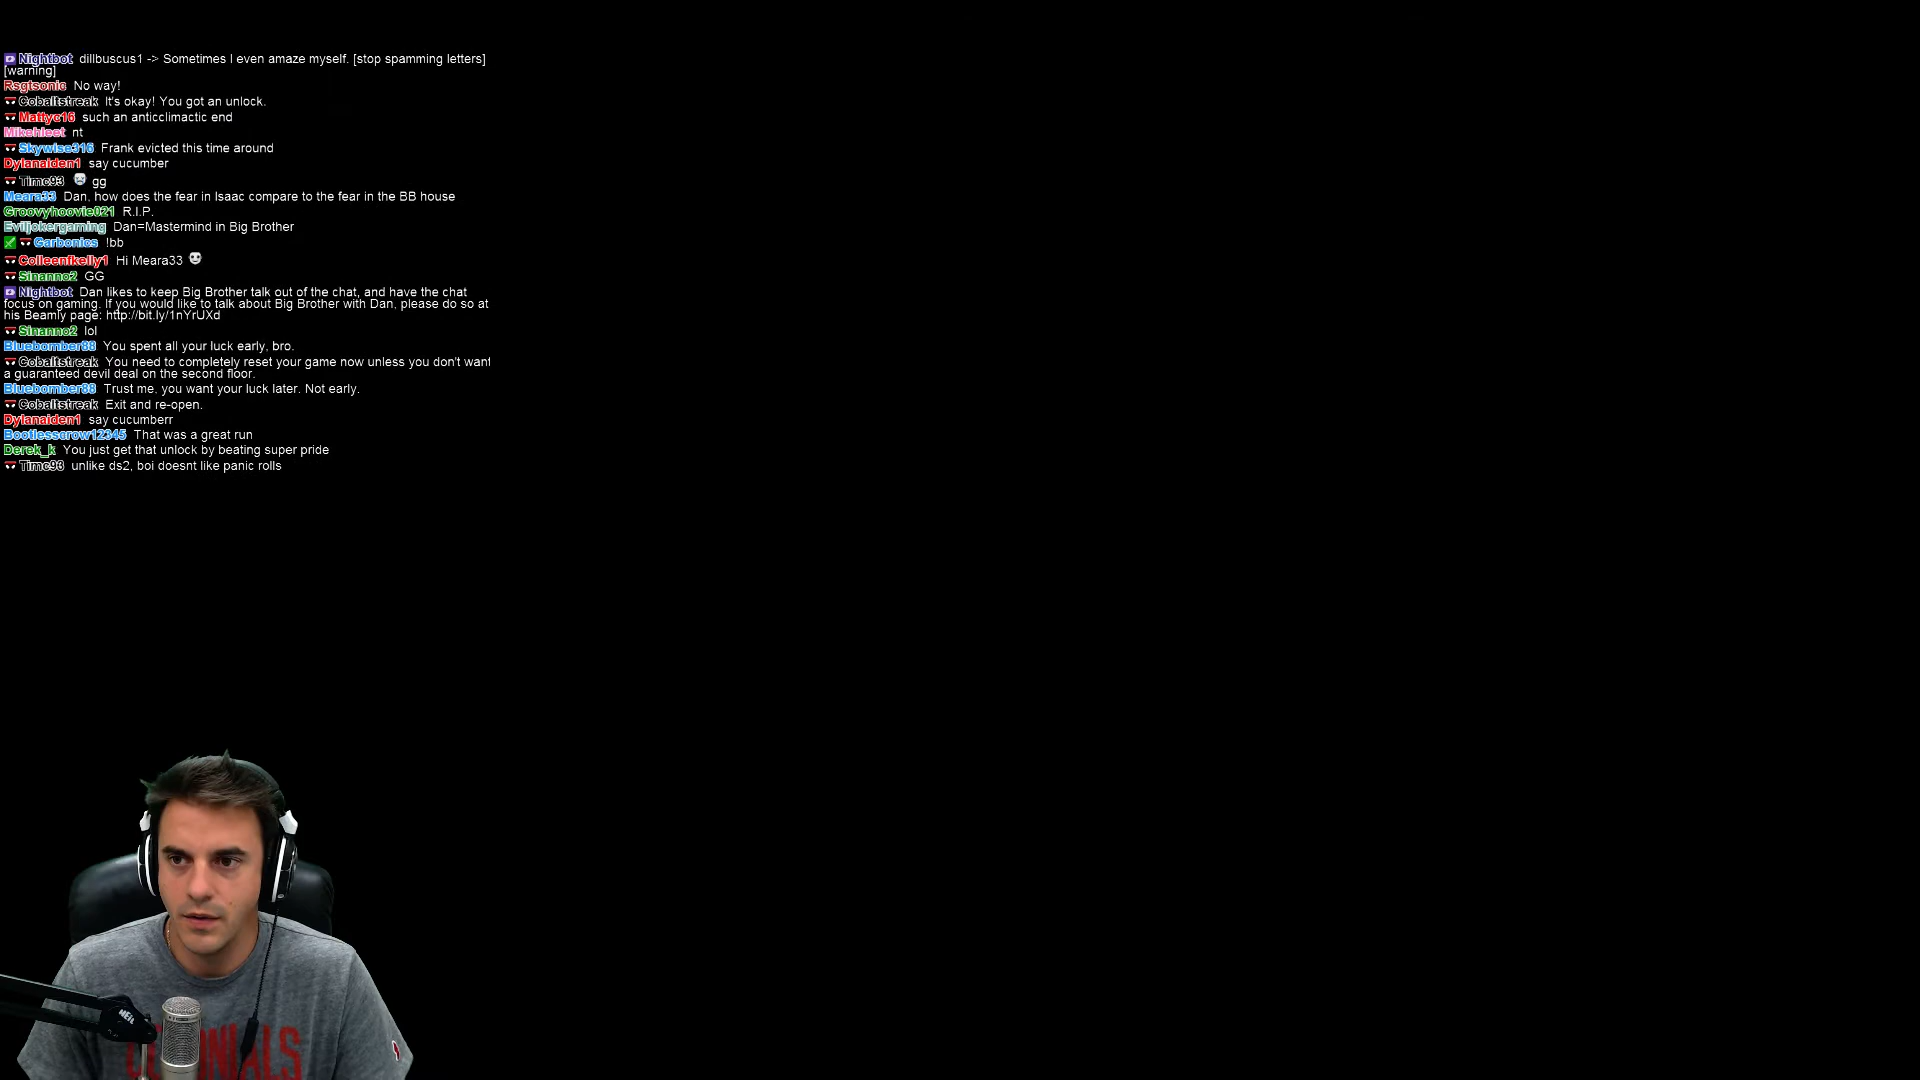 Nightbot dillbuscus1 -> Sometimes I even amaze myself. [stop spamming letters]
[warning]
Rsgtsonic No way!
Cobaltstreak It's okay! You got an unlock.
Mattyc16 such an anticlimactic end
Mikehleet nt
Skywise316 Frank evicted this time around
Dylanaiden1 say cucumber
Timc93 gg
Meara33 Dan, how does the fear in Isaac compare to the fear in the BB house
Groovyhoovie021 R.I.P.
Eviljokergaming Dan=Mastermind in Big Brother
Garbonics !bb
Colleenfkelly1 Hi Meara33
Sinanno2 GG
Nightbot Dan likes to keep Big Brother talk out of the chat, and have the chat
focus on gaming. If you would like to talk about Big Brother with Dan, please do so at
his Beamly page: http://bit.ly/1nYrUXd
Sinanno2 lol
Bluebomber88 You spent all your luck early, bro.
Cobaltstreak You need to completely reset your game now unless you don't want
a guaranteed devil deal on the second floor.
Bluebomber88 Trust me, you want your luck later. Not early.
Cobaltstreak Exit and re-open.
Dylanaiden1 say cucumberr
Bootlesscrow12345 That was a great run
Derek_k You just get that unlock by beating super pride
Timc93 unlike ds2, boi doesnt like panic rolls